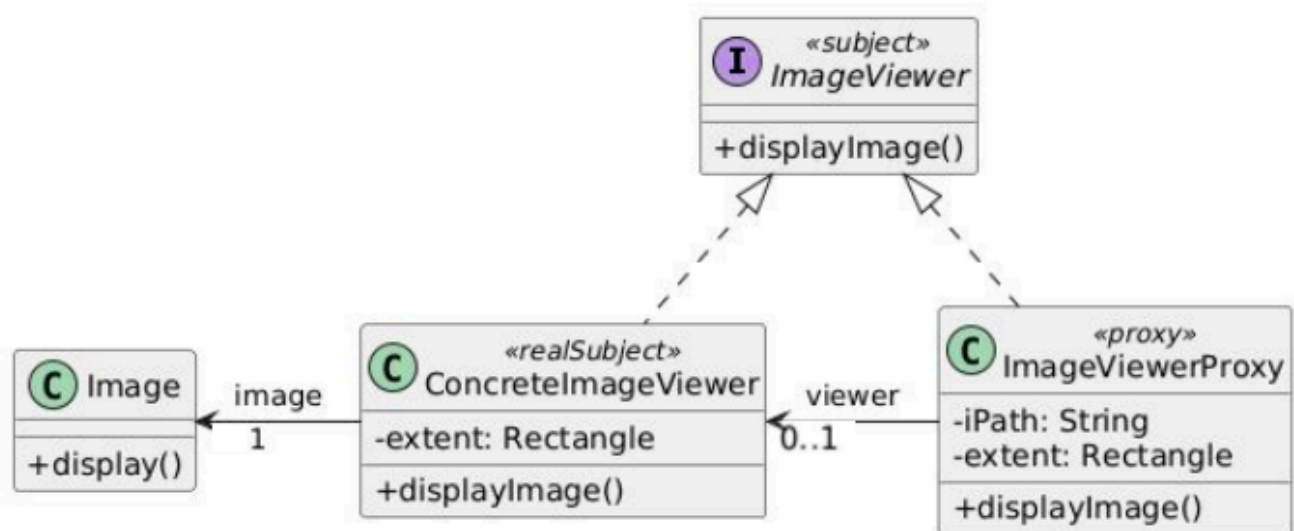 I
«subject»
ImageViewer
+displayImage()
C
Image
+display()
image
1
C
«realSubject»
ConcreteImageViewer
-extent: Rectangle
+displayImage()
viewer
0..1
C
«proxy»
ImageViewerProxy
-iPath: String
-extent: Rectangle
+displayImage()